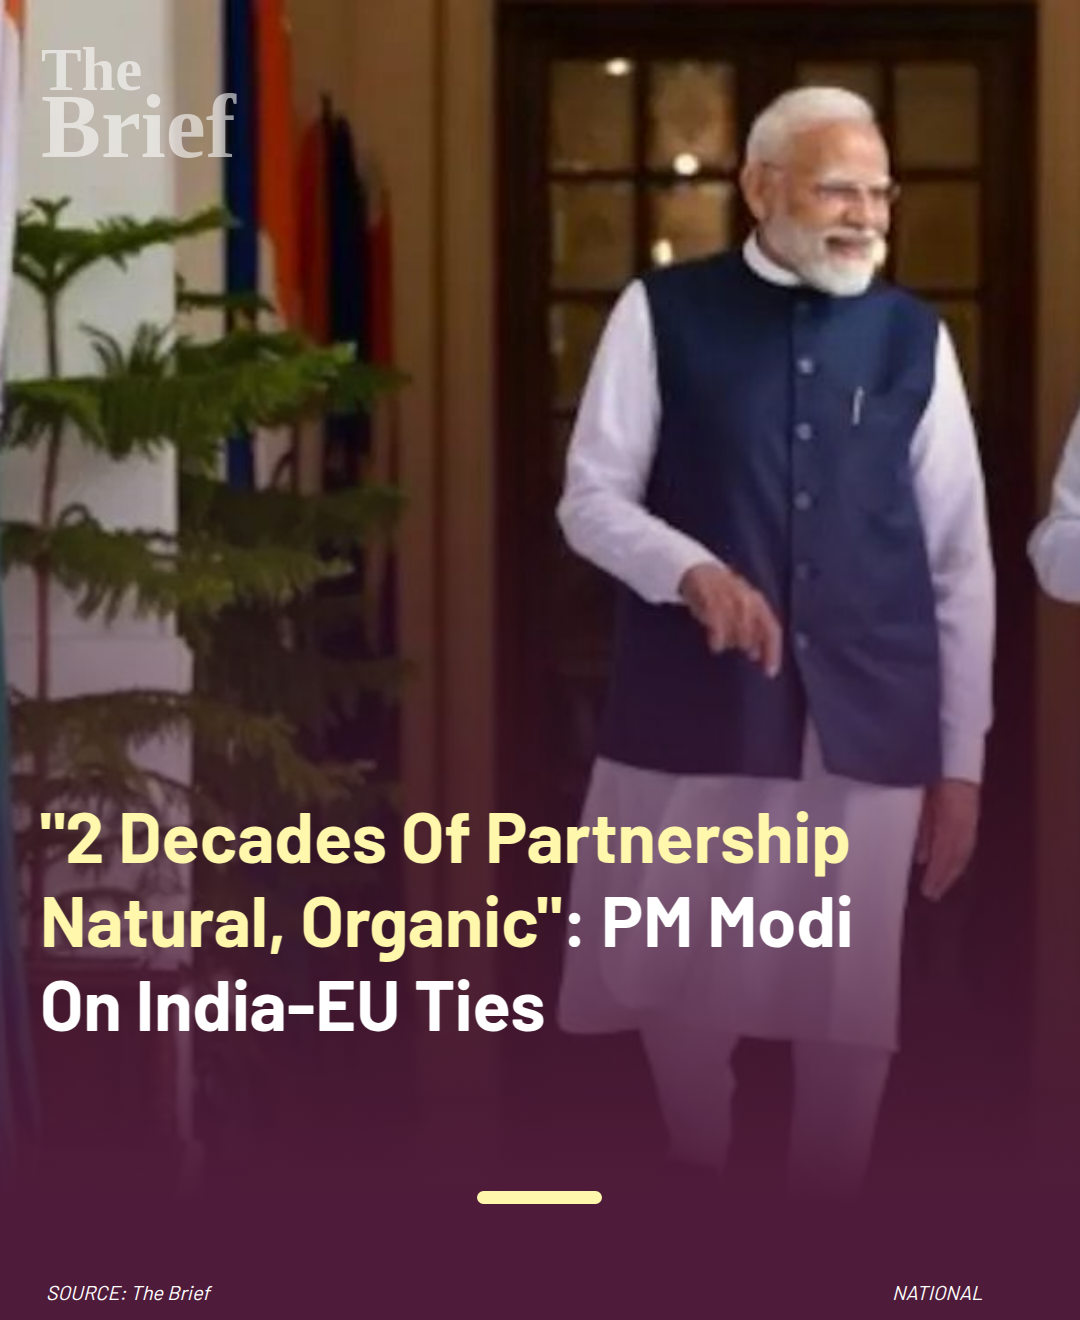 The
Brief
"2 Decades Of Partnership
Natural, Organic": PM Modi
On India-EU Ties
SOURCE: The Brief
NATIONAL